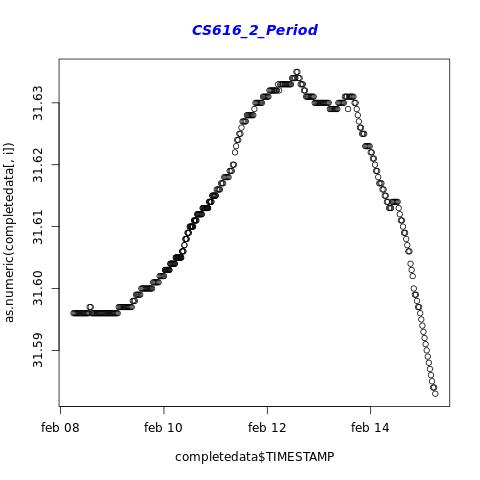 CS616_2_Period
as.numeric(completedata[, i])
31.63
31.62
31.61
31.60
31.59
feb 08 feb 10 feb 12 feb 14
completedata$TIMESTAMP